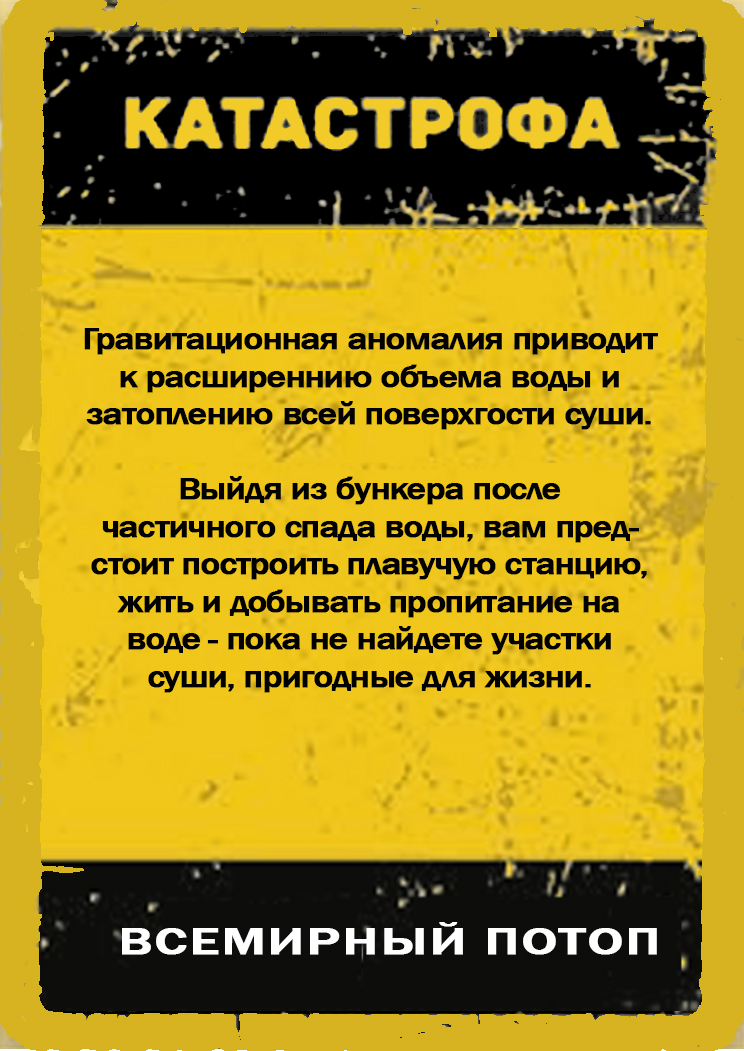 КАТАСТРОФА
Гравитационная аномалия приводит
к расширеннию объема воды и
затоплению всей поверхгости суши.
Выйдя из бункера после
частичного спада воды, вам пред-
стоит построить плавучую станцию,
жить и добывать пропитание на
воде - пока не найдете участки
суши, пригодные для жизни.
ВСЕМИРНЫЙ ПОТОП